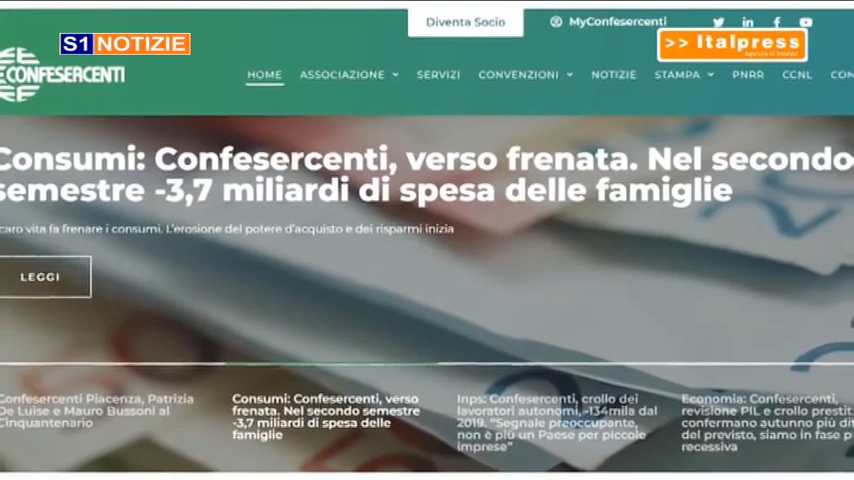 Diventa Socio
MyConfesercenti
S1 NOTIZIE
>> Italpress
CONFESERCENTI
HOME ASSOCIAZIONE SERVIZI CONVENZIONI NOTIZIE STAMPA PNRR CCNL
Consumi: Confesercenti, verso frenata. Nel secondo
semestre -3,7 miliardi di spesa delle famiglie
caro vita fa frenare i consumi. L'erosione del potere d'acquisto e dei risparmi inizia
LEGGI
Confesercenti Piacenza, Patrizia
De Luise e Mauro Bussoni al
Cinquantenario
Consumi: Confesercenti, verso
frenata. Nel secondo semestre
-3,7 miliardi di spesa delle
famiglie
Inps: Confesercenti, crollo dei
lavoratori autonomi, -134mila dal
2019. "Segnale preoccupante,
non è più un Paese per piccole
imprese"
Economia: Confesercenti,
revisione PIL e crollo prestit
confermano autunno più dif
del previsto, siamo in fase p
recessiva